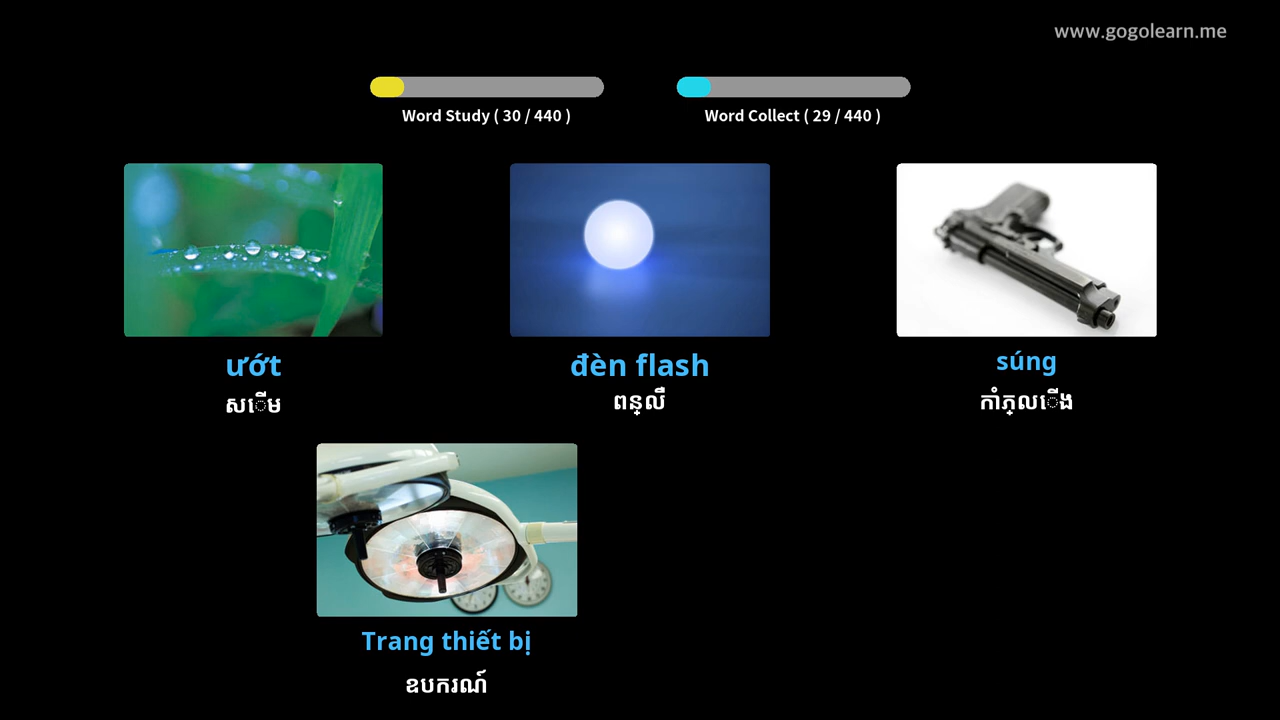 www.gogolearn.me
Word Study ( 30 / 440 )
Word Collect ( 29 / 440 )
ướt
សើម
đèn flash
ពន្លឺ
súng
កាំភ្លើង
Trang thiết bị
ឧបករណ៍